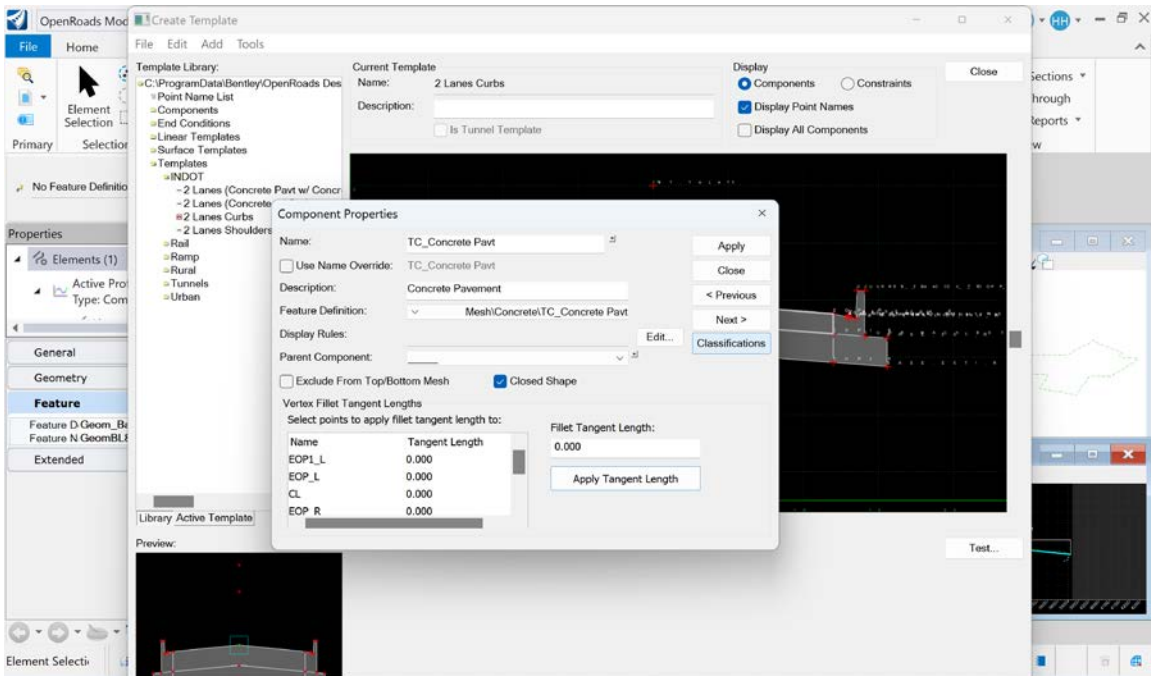 OpenRoads Mod
Create Template
HH
File
Home
File Edit Add Tools
Element
Selection
Primary
Selection
Sections
hrough
Reports
w
Template Library:
C:\ProgramData\Bentley\OpenRoads Des
Point Name List
Components
End Conditions
Linear Templates
Surface Templates
Templates
INDOT
2 Lanes (Concrete Pavt w/ Concr
2 Lanes (Concrete
2 Lanes Curbs
2 Lanes Shoulders
Rail
Ramp
Rural
Tunnels
Urban
Library Active Template
Preview:
Current Template
Name: 2 Lanes Curbs
Description:
Is Tunnel Template
Display
Components
Constraints
Display Point Names
Display All Components
Close
Test...
No Feature Definitio
Properties
Elements (1)
Active Pro
Type: Com
General
Geometry
Feature
Feature D Geom_Ba
Feature N GeomBL
Extended
Element Selecti
Component Properties
Name: TC_Concrete Pavt
Use Name Override: TC_Concrete Pavt
Description: Concrete Pavement
Feature Definition: Mesh\Concrete\TC_Concrete Pavt
Display Rules: Edit...
Parent Component:
Exclude From Top/Bottom Mesh
Closed Shape
Apply
Close
< Previous
Next >
Classifications
Vertex Fillet Tangent Lengths
Select points to apply fillet tangent length to:
Name Tangent Length
EOP1_L 0.000
EOP_L 0.000
CL 0.000
EOP_R 0.000
Fillet Tangent Length:
0.000
Apply Tangent Length